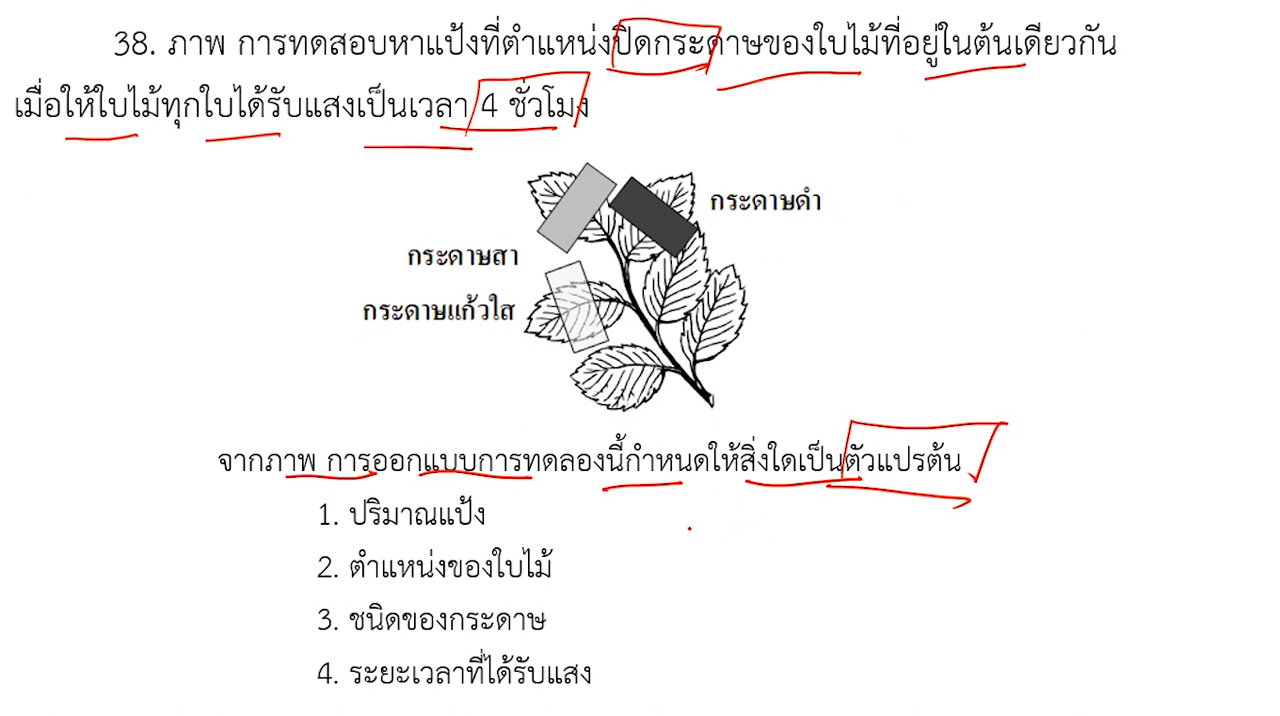 38. ภาพ การทดสอบหาแป้งที่ตำแหน่งปิดกระดาษของใบไม้ที่อยู่ในต้นเดียวกัน
เมื่อให้ใบไม้ทุกใบได้รับแสงเป็นเวลา 4 ชั่วโมง
กระดาษดำ
กระดาษสา
กระดาษแก้วใส
จากภาพ การออกแบบการทดลองนี้กำหนดให้สิ่งใดเป็นตัวแปรต้น
1. ปริมาณแป้ง
2. ตำแหน่งของใบไม้
3. ชนิดของกระดาษ
4. ระยะเวลาที่ได้รับแสง